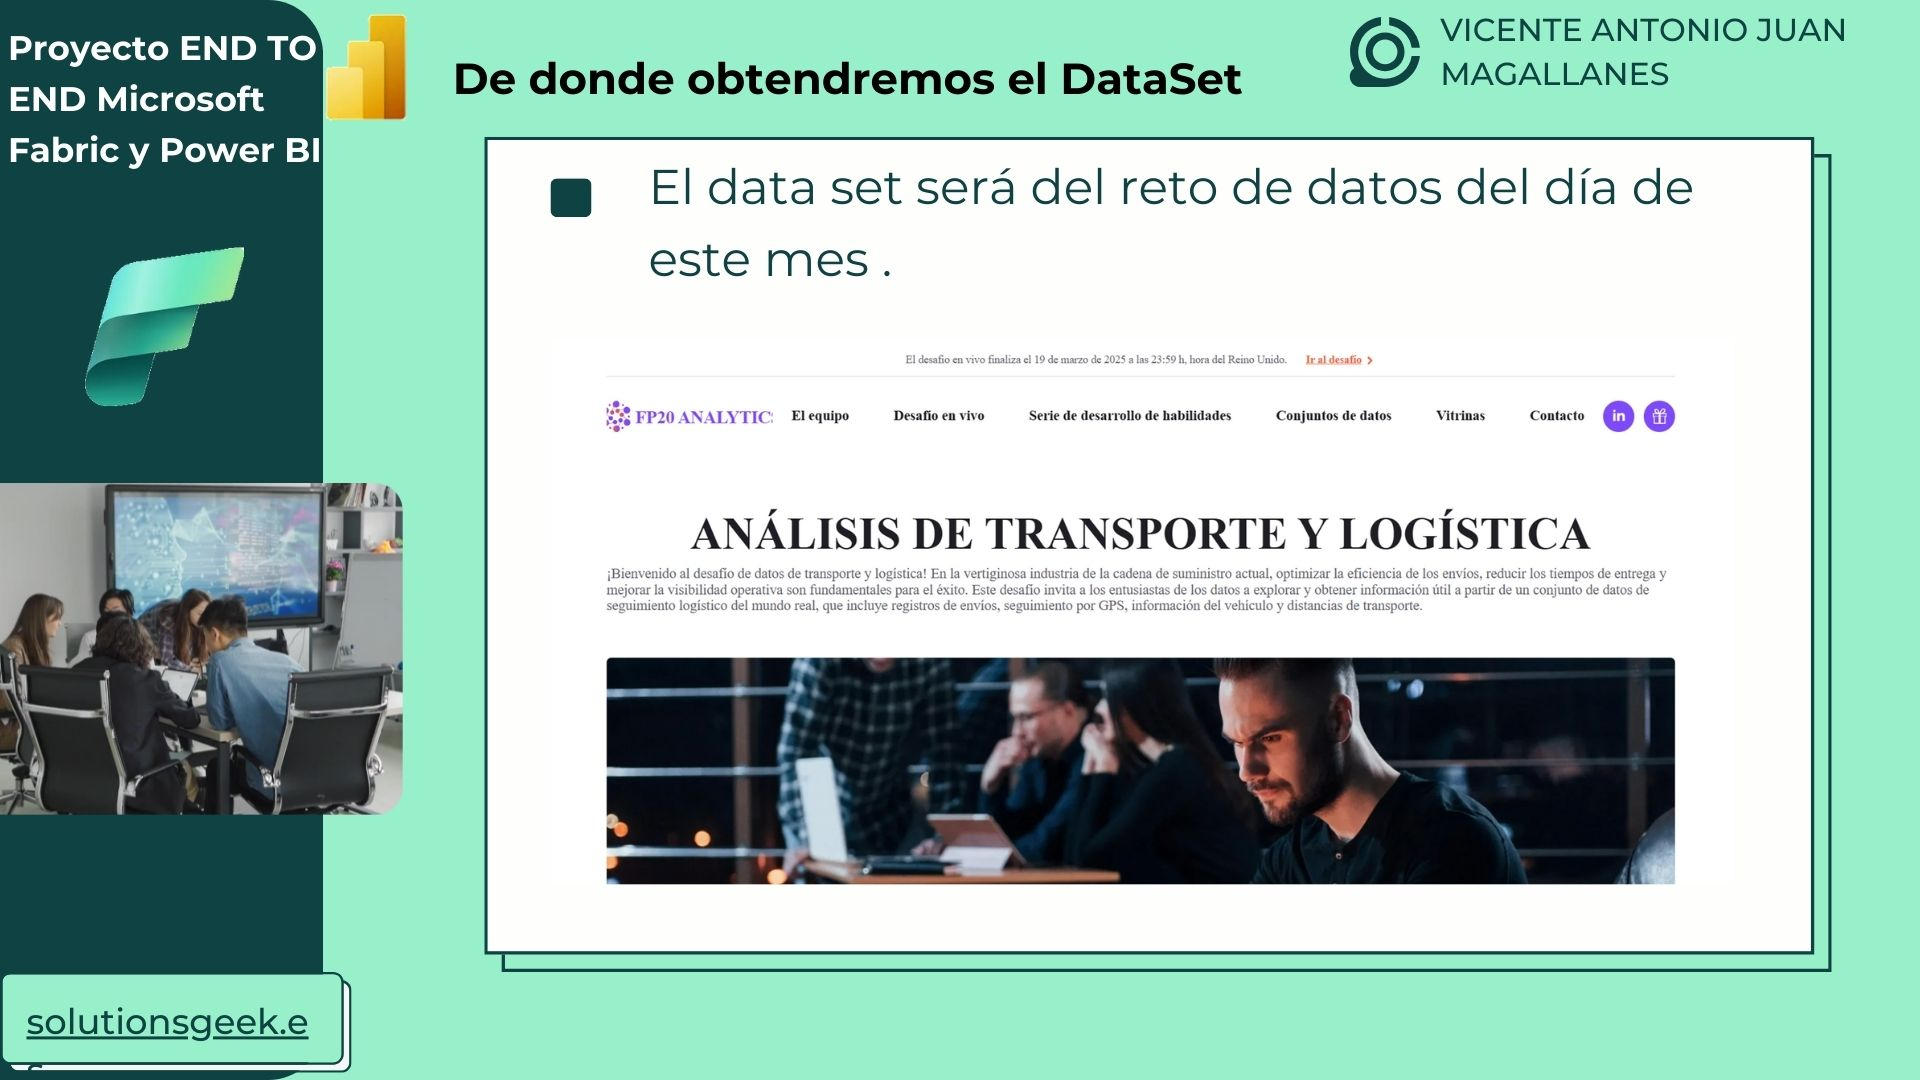 Proyecto END TO
END Microsoft
Fabric y Power BI
De donde obtendremos el DataSet
VICENTE ANTONIO JUAN
MAGALLANES
El data set será del reto de datos del día de
este mes .
El desafío en vivo finaliza el 19 de marzo de 2025 a las 23:59 h, hora del Reino Unido. Ir al desafío
FP20 ANALYTIC
El equipo Desafío en vivo Serie de desarrollo de habilidades Conjuntos de datos Vitrinas Contacto in
ANÁLISIS DE TRANSPORTE Y LOGÍSTICA
¡Bienvenido al desafío de datos de transporte y logística! En la vertiginosa industria de la cadena de suministro actual, optimizar la eficiencia de los envíos, reducir los tiempos de entrega y
mejorar la visibilidad operativa son fundamentales para el éxito. Este desafío invita a los entusiastas de los datos a explorar y obtener información útil a partir de un conjunto de datos de
seguimiento logístico del mundo real, que incluye registros de envíos, seguimiento por GPS, información del vehículo y distancias de transporte.
solutionsgeek.e